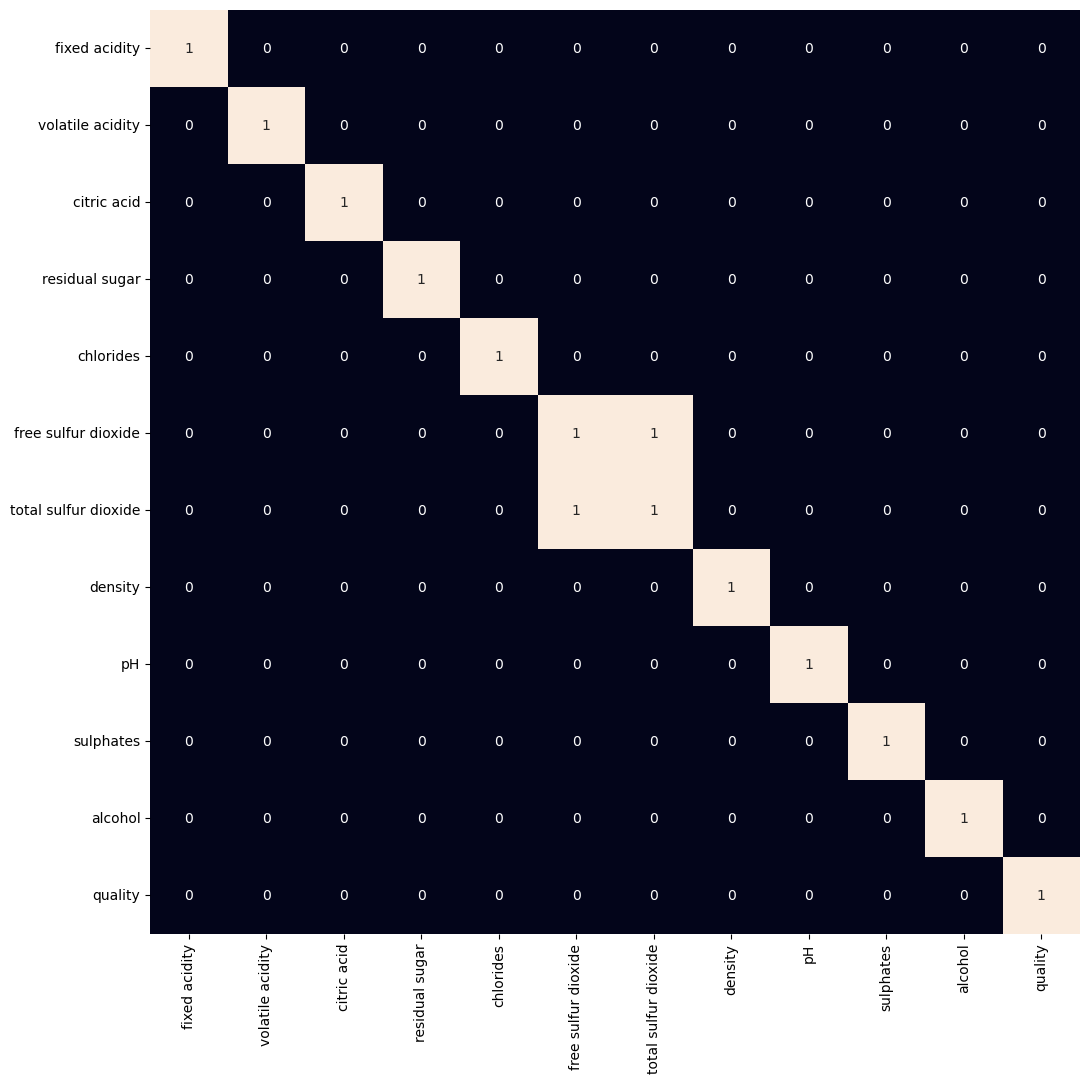 fixed acidity 1 0 0 0 0 0 0 0 0 0 0 0
volatile acidity 0 1 0 0 0 0 0 0 0 0 0 0
citric acid 0 0 1 0 0 0 0 0 0 0 0 0
residual sugar 0 0 0 1 0 0 0 0 0 0 0 0
chlorides 0 0 0 0 1 0 0 0 0 0 0 0
free sulfur dioxide 0 0 0 0 0 1 1 0 0 0 0 0
total sulfur dioxide 0 0 0 0 0 1 1 0 0 0 0 0
density 0 0 0 0 0 0 0 1 0 0 0 0
pH 0 0 0 0 0 0 0 0 1 0 0 0
sulphates 0 0 0 0 0 0 0 0 0 1 0 0
alcohol 0 0 0 0 0 0 0 0 0 0 1 0
quality 0 0 0 0 0 0 0 0 0 0 0 1
fixed acidity
volatile acidity
citric acid
residual sugar
chlorides
free sulfur dioxide
total sulfur dioxide
density
pH
sulphates
alcohol
quality